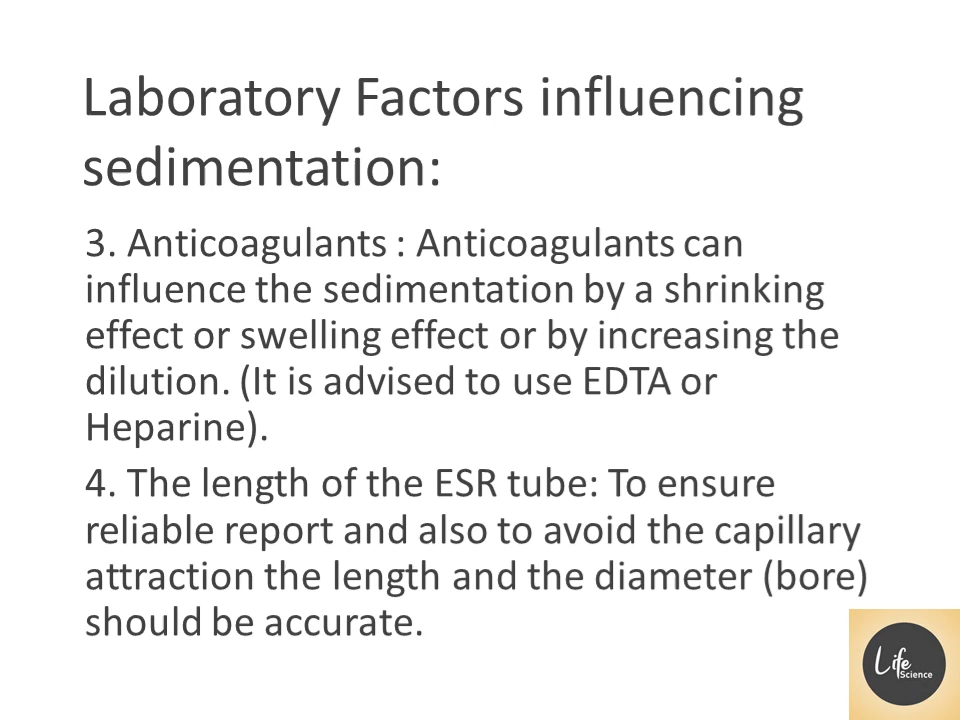 Laboratory Factors influencing
sedimentation:
3. Anticoagulants : Anticoagulants can
influence the sedimentation by a shrinking
effect or swelling effect or by increasing the
dilution. (It is advised to use EDTA or
Heparine).
4. The length of the ESR tube: To ensure
reliable report and also to avoid the capillary
attraction the length and the diameter (bore)
should be accurate.
Life
Science